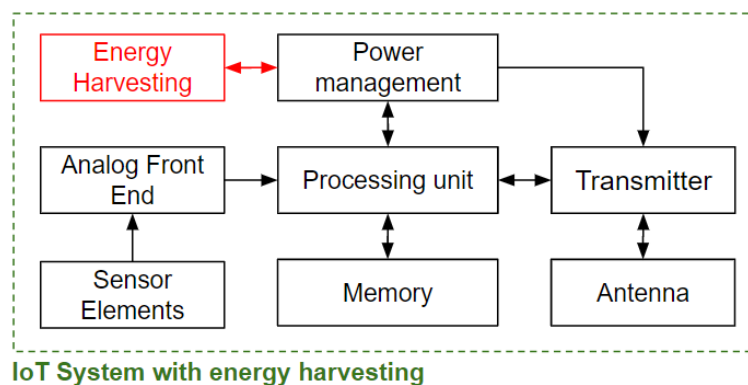 Energy
Harvesting
Power
management
Analog Front
End
Processing unit
Transmitter
Sensor
Elements
Memory
Antenna
IoT System with energy harvesting